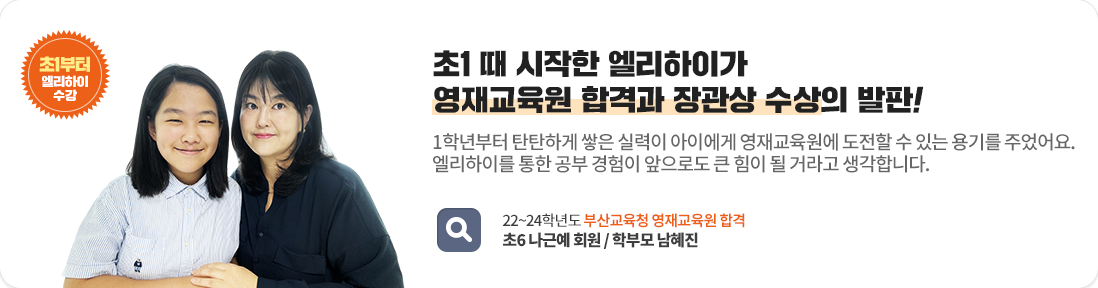 초1부터
엘리하이
수강
초1 때 시작한 엘리하이가
영재교육원 합격과 장관상 수상의 발판!
1학년부터 탄탄하게 쌓은 실력이 아이에게 영재교육원에 도전할 수 있는 용기를 주었어요.
엘리하이를 통한 공부 경험이 앞으로도 큰 힘이 될 거라고 생각합니다.
22~24학년도 부산교육청 영재교육원 합격
초6 나근예 회원 / 학부모 남혜진